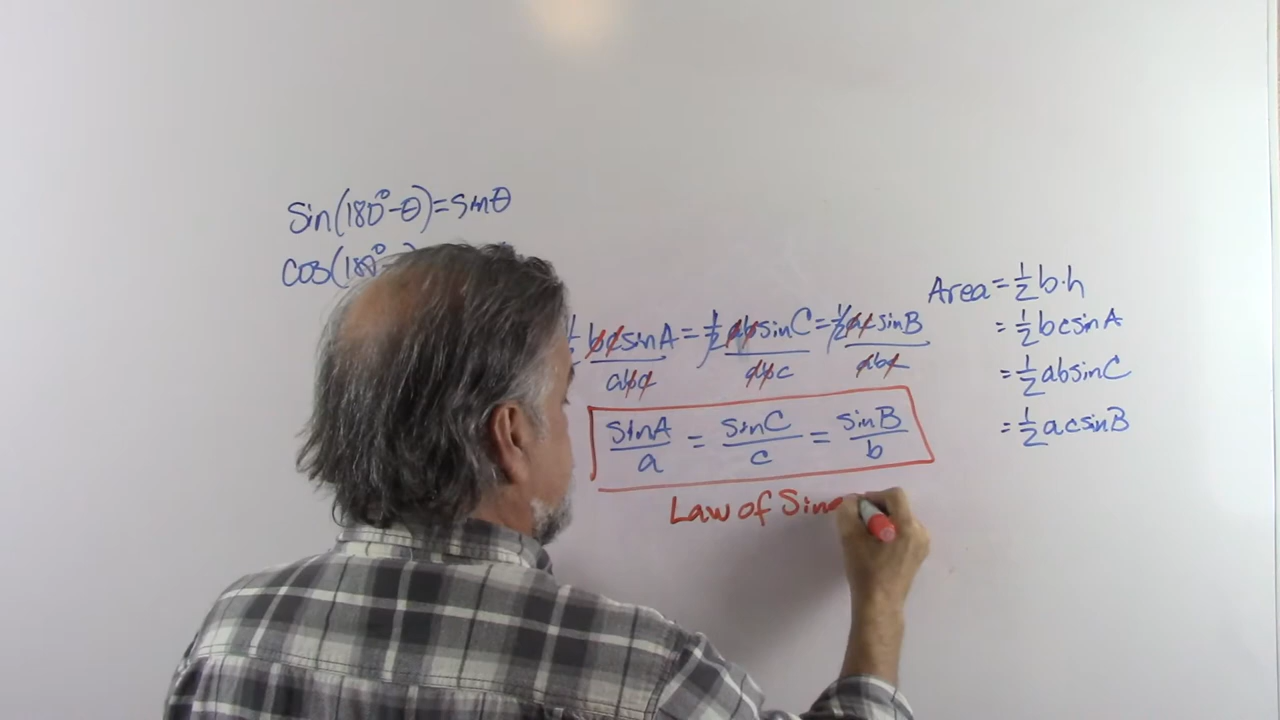 Sin(180°-θ)=sinθ
cos(180°-
Area = 1/2 b·h
= 1/2 bc sinA
= 1/2 ab sinC
= 1/2 ac sinB
1/2 bc sinA = 1/2 ab sinC = 1/2 ac sinB
abc abc abc
sinA/a = sinC/c = sinB/b
Law of Sine